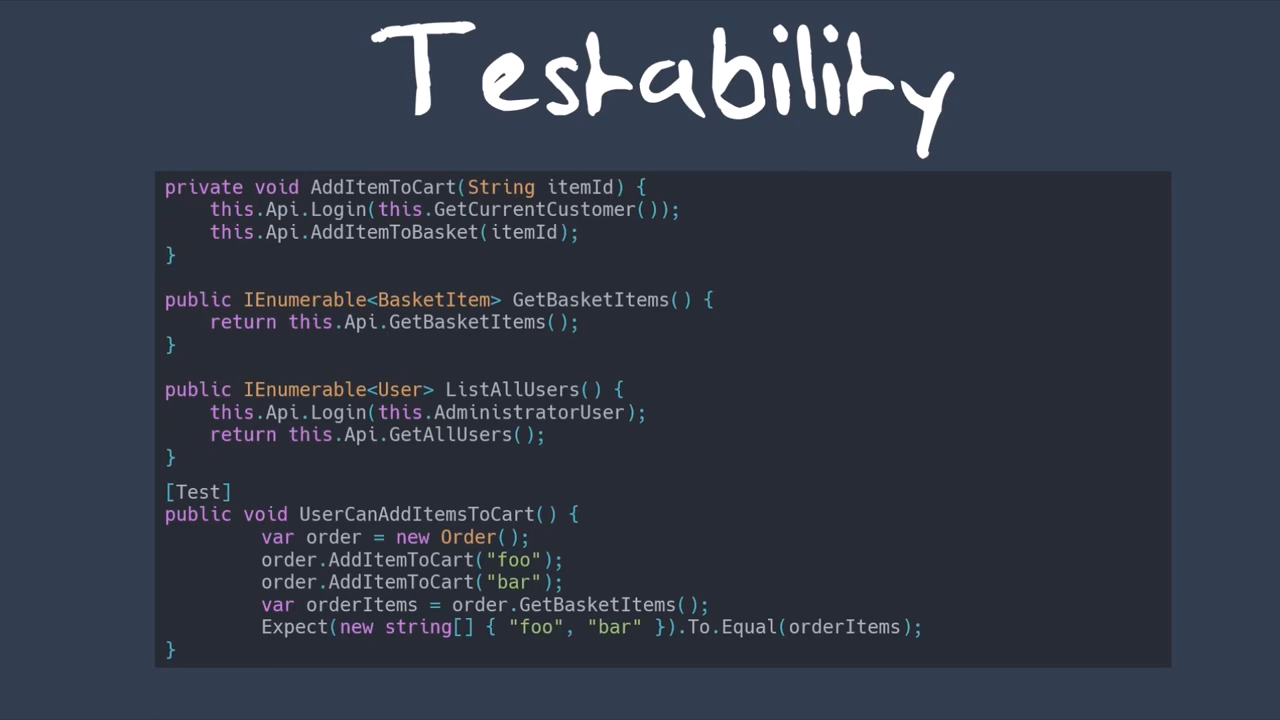 Testability
private void AddItemToCart(String itemId) {
    this.Api.Login(this.GetCurrentCustomer());
    this.Api.AddItemToBasket(itemId);
}
public IEnumerable<BasketItem> GetBasketItems() {
    return this.Api.GetBasketItems();
}
public IEnumerable<User> ListAllUsers() {
    this.Api.Login(this.AdministratorUser);
    return this.Api.GetAllUsers();
}
[Test]
public void UserCanAddItemsToCart() {
        var order = new Order();
        order.AddItemToCart("foo");
        order.AddItemToCart("bar");
        var orderItems = order.GetBasketItems();
        Expect(new string[] { "foo", "bar" }).To.Equal(orderItems);
}